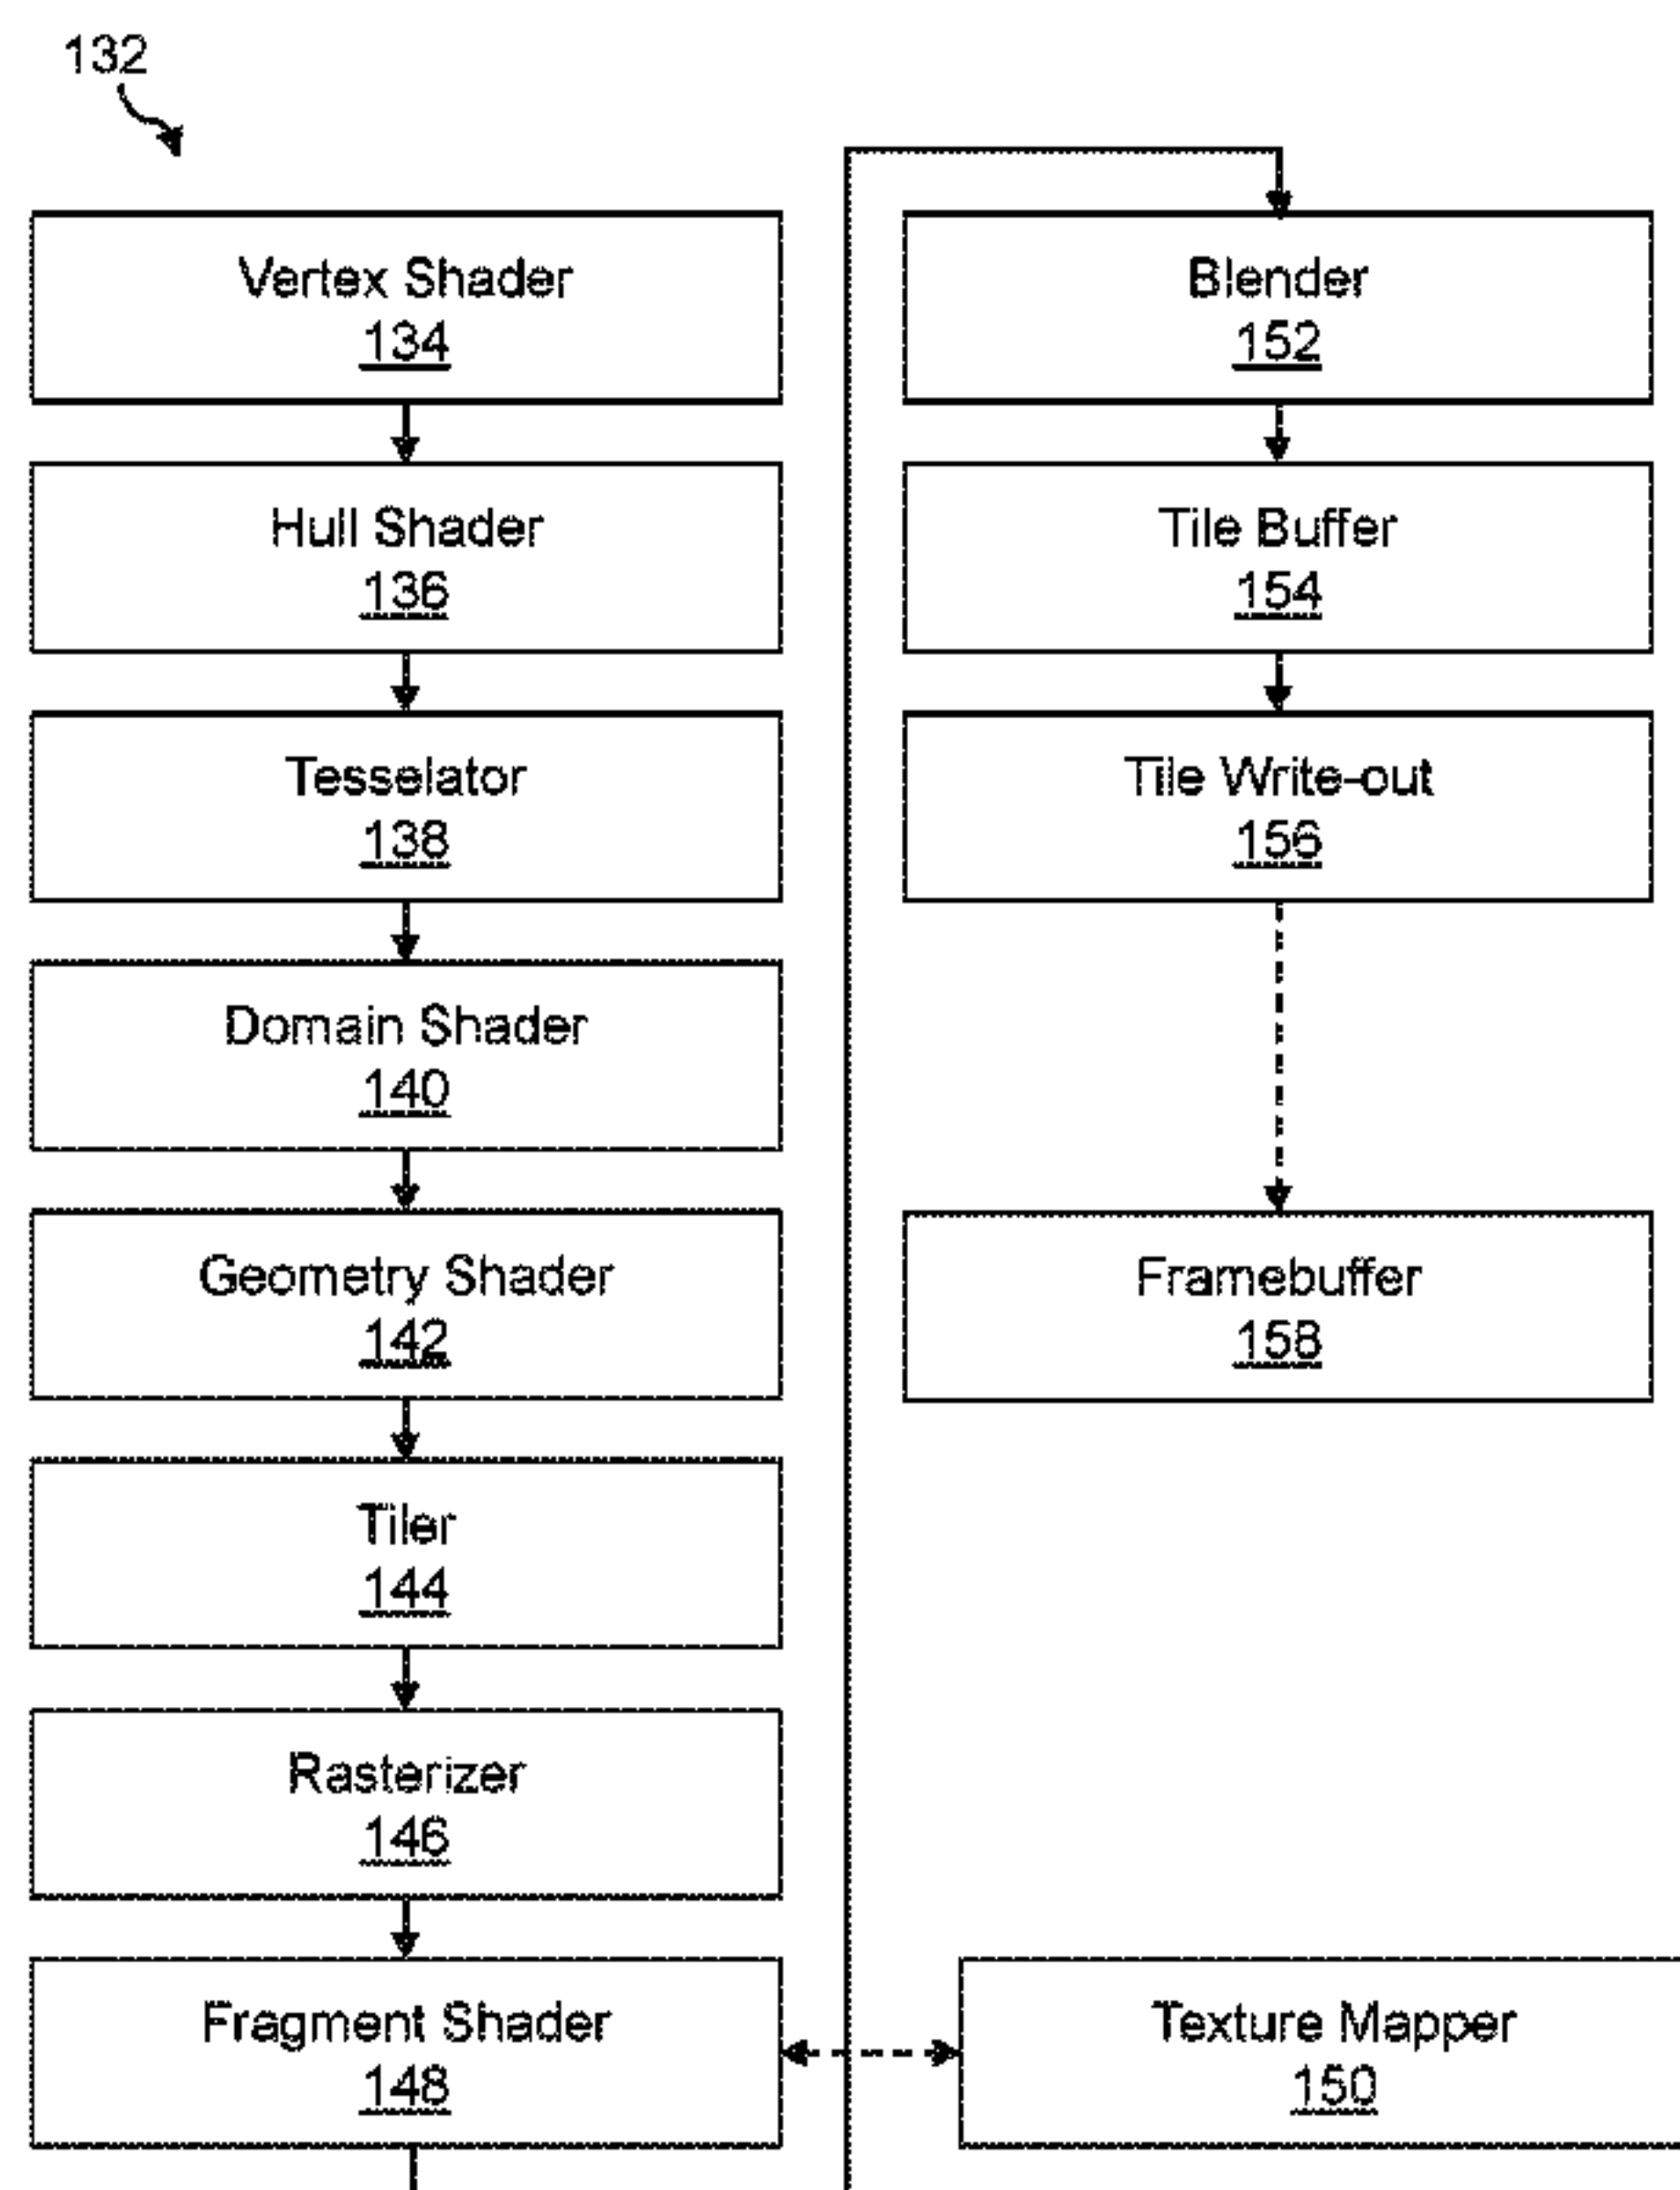 132
Vertex Shader
134
Hull Shader
136
Tesselator
138
Domain Shader
140
Geometry Shader
142
Tiler
144
Rasterizer
146
Fragment Shader
148
Blender
152
Tile Buffer
154
Tile Write-out
156
Framebuffer
158
Texture Mapper
150